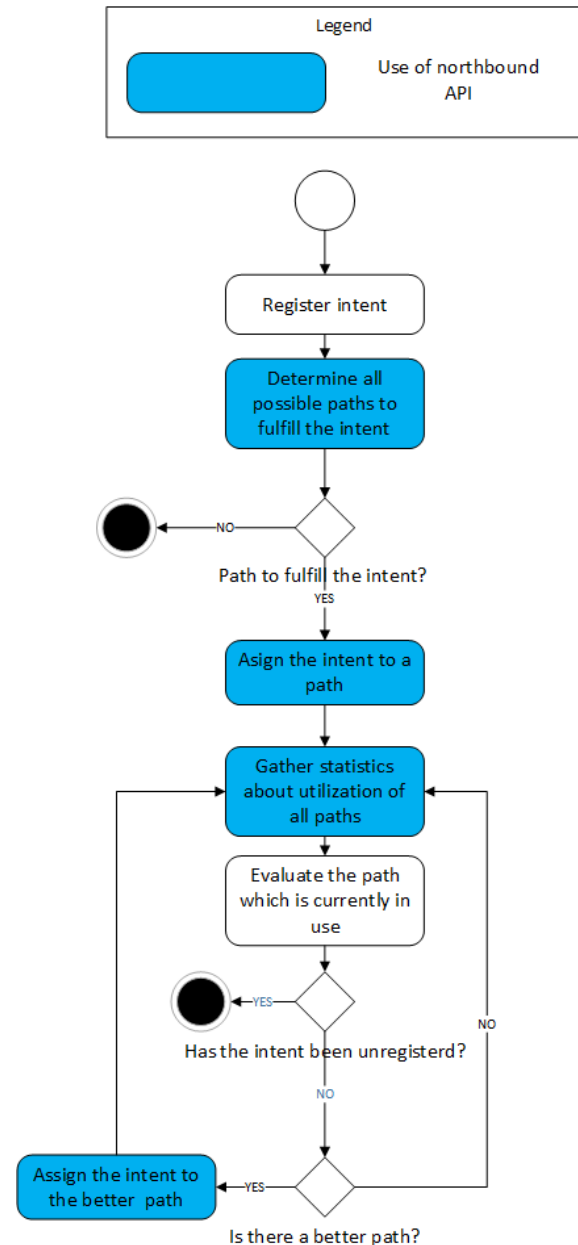 Legend
Use of northbound
API
Register intent
Determine all
possible paths to
fulfill the intent
NO
Path to fulfill the intent?
YES
Asign the intent to a
path
Gather statistics
about utilization of
all paths
Evaluate the path
which is currently in
use
YES
Has the intent been unregisterd?
NO
NO
Assign the intent to
the better path
YES
Is there a better path?